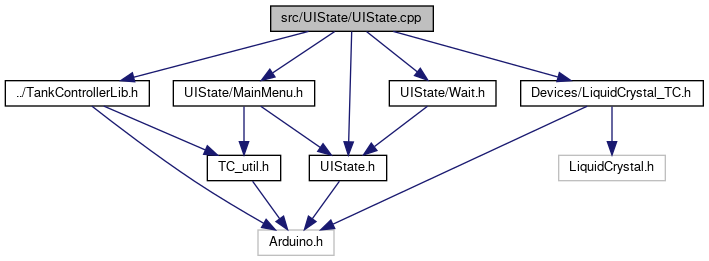 src/UIState/UIState.cpp
../TankControllerLib.h
UIState/MainMenu.h
UIState/Wait.h
Devices/LiquidCrystal_TC.h
TC_util.h
UIState.h
LiquidCrystal.h
Arduino.h